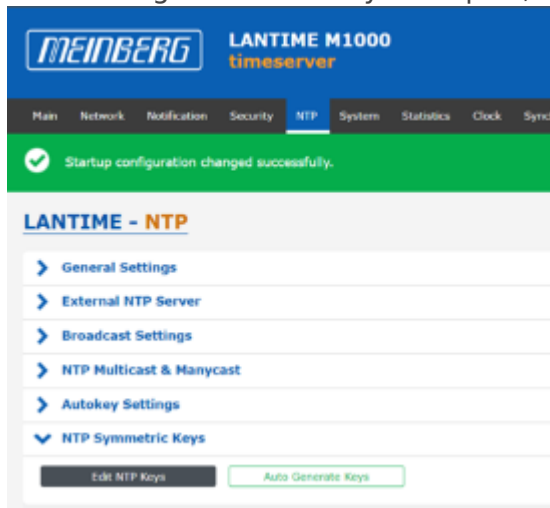 MEINBERG
LANTIME M1000
timeserver
Main Network Notification Security NTP System Statistics Clock
Startup configuration changed successfully.
LANTIME - NTP
General Settings
External NTP Server
Broadcast Settings
NTP Multicast & Manycast
Autokey Settings
NTP Symmetric Keys
Edit NTP Keys Auto Generate Keys